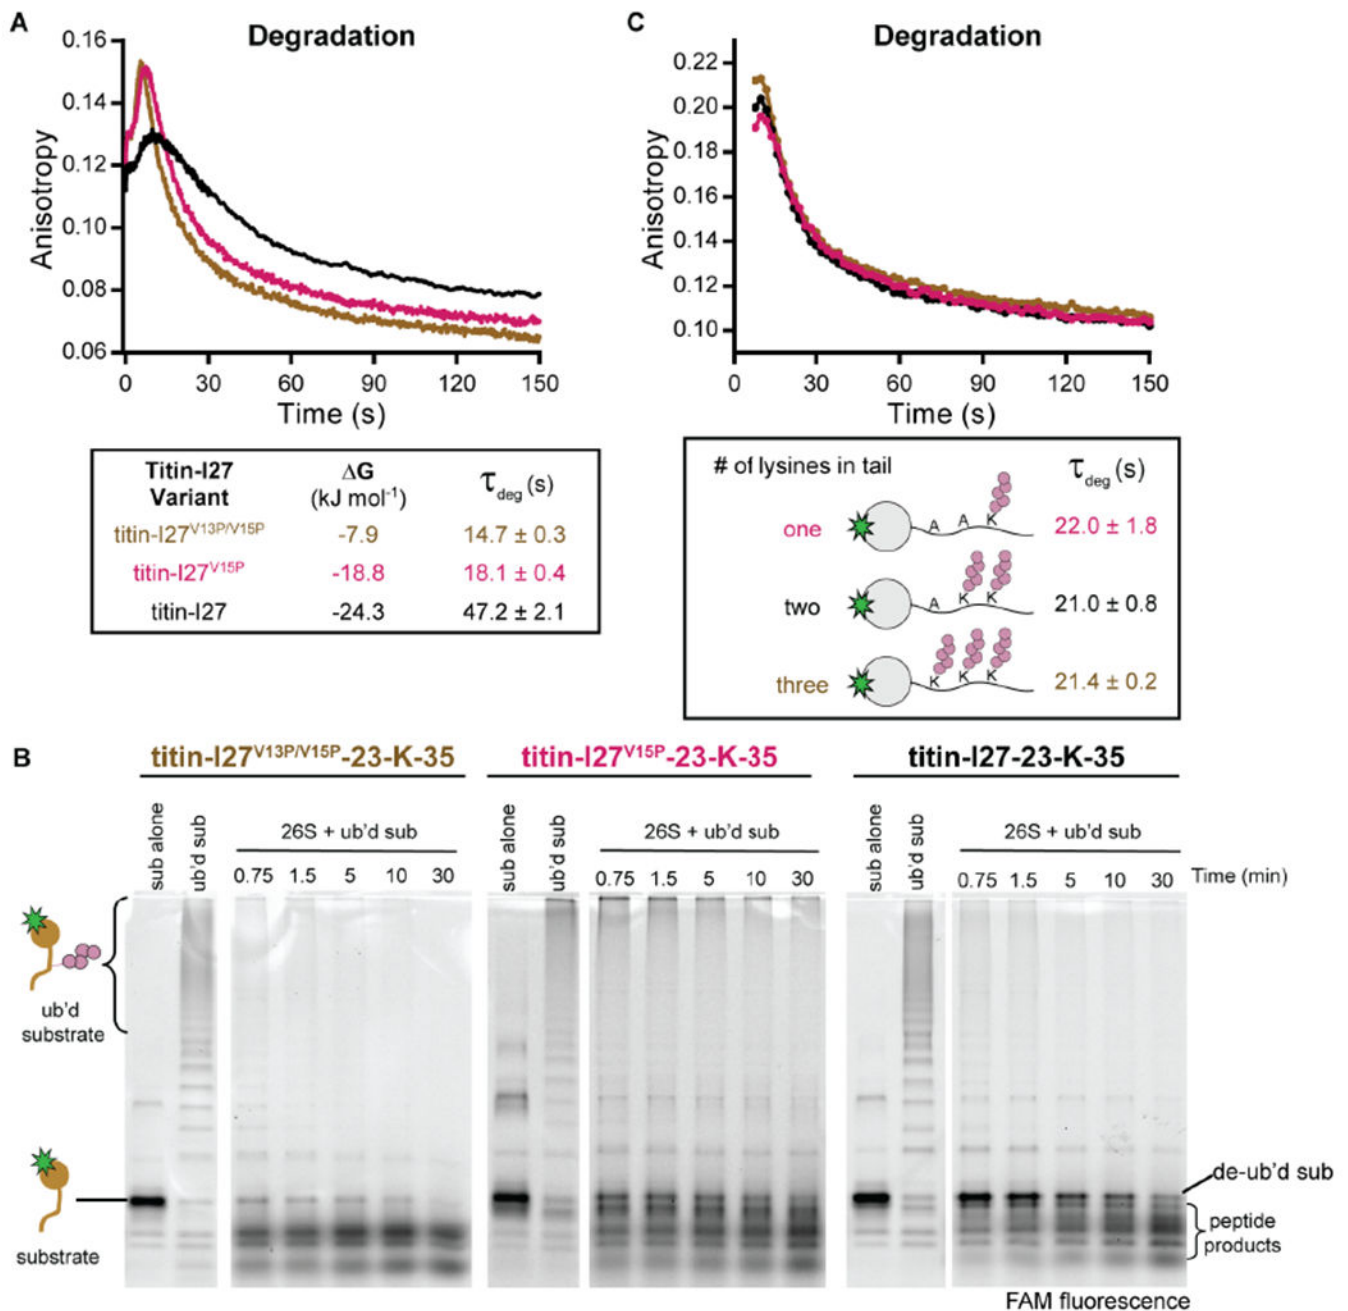 A
Degradation
0.16
0.14
0.12
0.10
0.08
0.06
Anisotropy
0 30 60 90 120 150
Time (s)
Titin-I27 Variant ΔG (kJ mol⁻¹) τdeg (s)
titin-I27V13P/V15P -7.9 14.7 ± 0.3
titin-I27V15P -18.8 18.1 ± 0.4
titin-I27 -24.3 47.2 ± 2.1
C
Degradation
0.22
0.20
0.18
0.16
0.14
0.12
0.10
Anisotropy
0 30 60 90 120 150
Time (s)
# of lysines in tail τdeg (s)
one A A K 22.0 ± 1.8
two A K K 21.0 ± 0.8
three K K K 21.4 ± 0.2
B
titin-I27V13P/V15P-23-K-35 titin-I27V15P-23-K-35 titin-I27-23-K-35
sub alone ub'd sub 26S + ub'd sub sub alone ub'd sub 26S + ub'd sub sub alone ub'd sub 26S + ub'd sub
0.75 1.5 5 10 30 0.75 1.5 5 10 30 0.75 1.5 5 10 30 Time (min)
ub'd
substrate
substrate
de-ub'd sub
peptide
products
FAM fluorescence